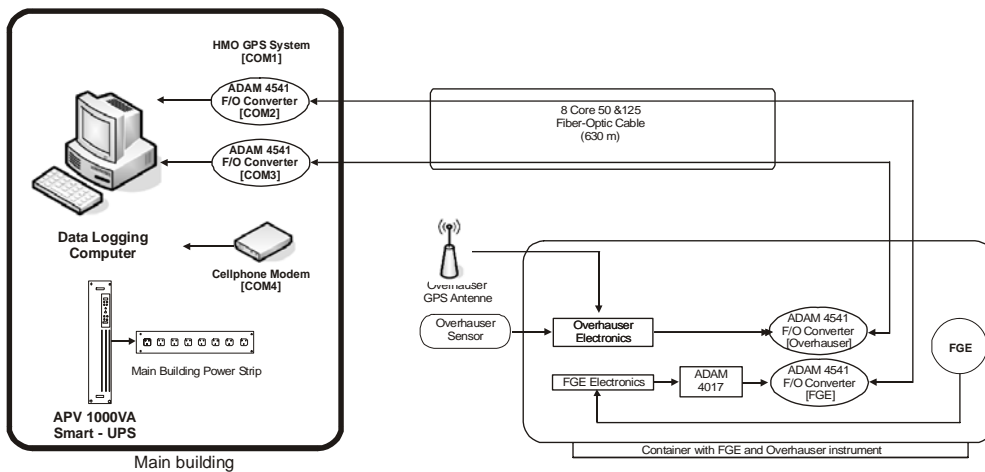 HMO GPS System
[COM1]
ADAM 4541
F/O Converter
[COM2]
ADAM 4541
F/O Converter
[COM3]
Data Logging
Computer
Cellphone Modem
[COM4]
Main Building Power Strip
APV 1000VA
Smart - UPS
Main building
8 Core 50 &125
Fiber-Optic Cable
(630 m)
Overhauser
GPS Antenne
Overhauser
Sensor
Overhauser
Electronics
ADAM 4541
F/O Converter
[Overhauser]
FGE
FGE Electronics
ADAM
4017
ADAM 4541
F/O Converter
[FGE]
Container with FGE and Overhauser instrument